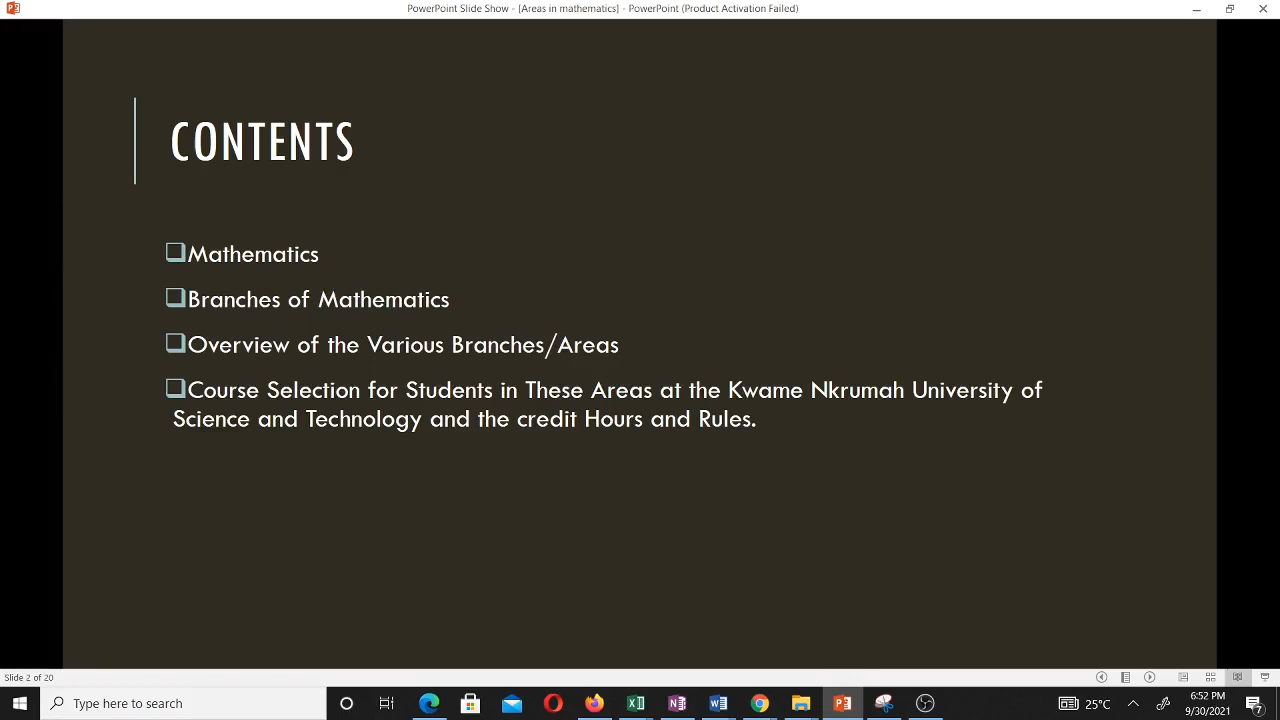 PowerPoint Slide Show - [Areas in mathematics] - PowerPoint (Product Activation Failed)
CONTENTS
Mathematics
Branches of Mathematics
Overview of the Various Branches/Areas
Course Selection for Students in These Areas at the Kwame Nkrumah University of
Science and Technology and the credit Hours and Rules.
Slide 2 of 20
Type here to search
25°C
6:52 PM
9/30/2021
7